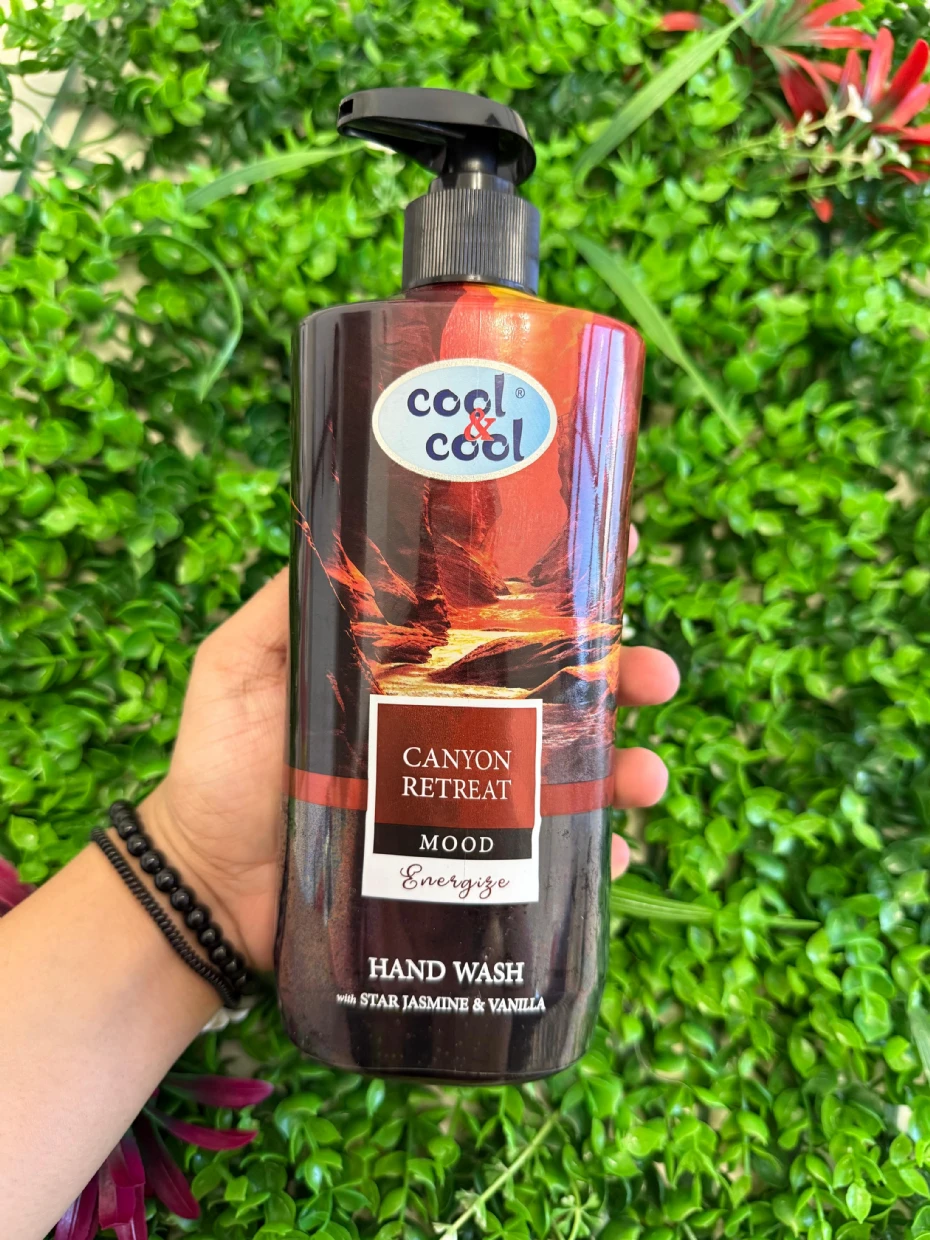 cool®
&
cool
CANYON
RETREAT
MOOD
Energize
HAND WASH
with STAR JASMINE & VANILLA